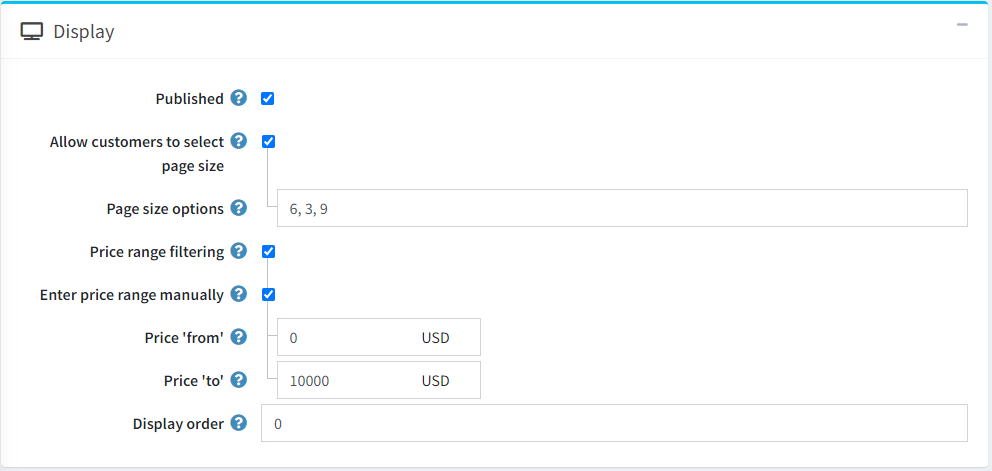 Display
Published
Allow customers to select
page size
Page size options 6, 3, 9
Price range filtering
Enter price range manually
Price 'from' 0 USD
Price 'to' 10000 USD
Display order 0